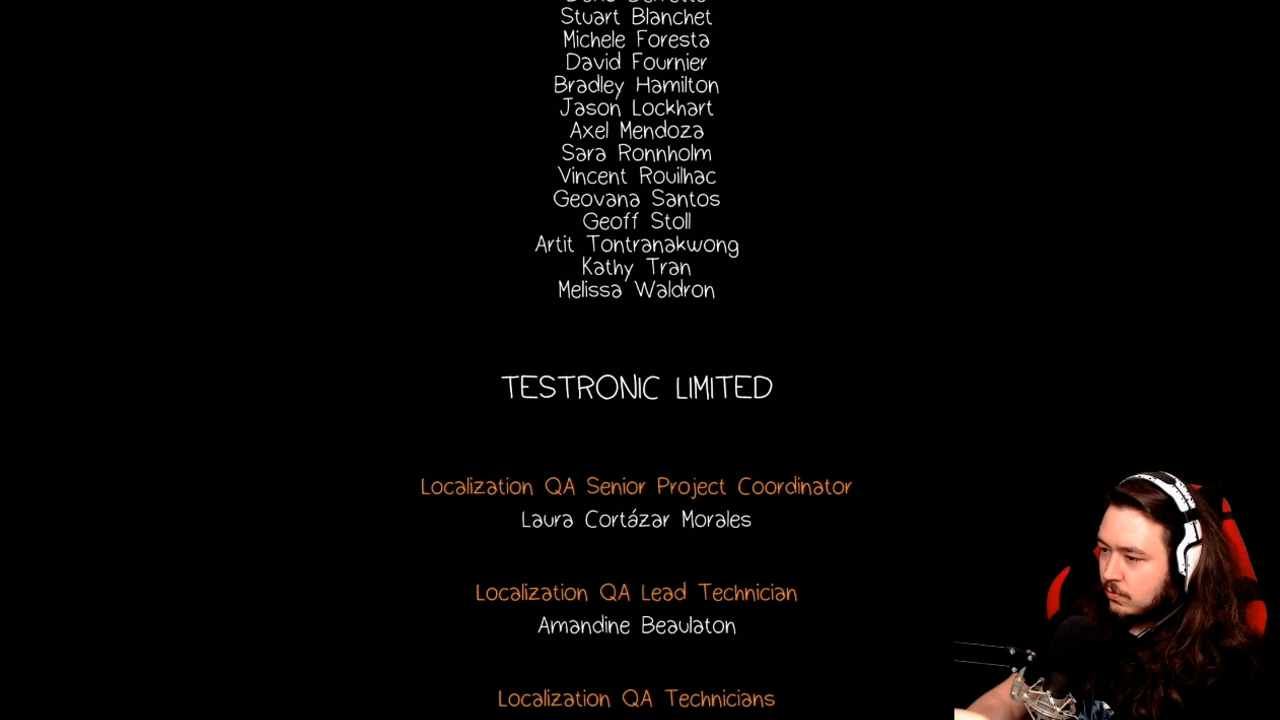 Stuart Blanchet
Michele Foresta
David Fournier
Bradley Hamilton
Jason Lockhart
Axel Mendoza
Sara Ronnholm
Vincent Rouilhac
Geovana Santos
Geoff Stoll
Artit Tontranakwong
Kathy Tran
Melissa Waldron
TESTRONIC LIMITED
Localization QA Senior Project Coordinator
Laura Cortázar Morales
Localization QA Lead Technician
Amandine Beaulaton
Localization QA Technicians